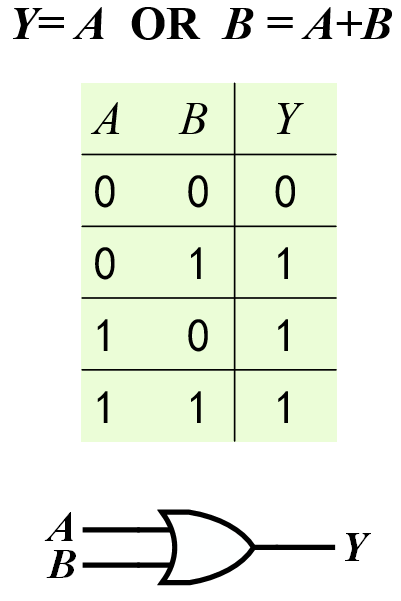 Y= A OR B = A+B
A B Y
0 0 0
0 1 1
1 0 1
1 1 1
A
B
Y